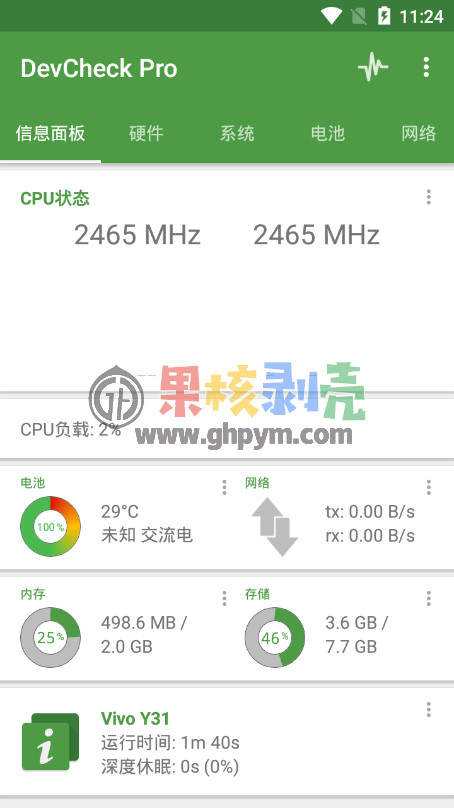 11:24
DevCheck Pro
信息面板 硬件 系统 电池 网络
CPU状态
2465 MHz 2465 MHz
果核剥壳
www.ghpym.com
CPU负载: 2%
电池
100%
29°C
未知 交流电
网络
tx: 0.00 B/s
rx: 0.00 B/s
内存
25%
498.6 MB /
2.0 GB
存储
46%
3.6 GB /
7.7 GB
Vivo Y31
运行时间: 1m 40s
深度休眠: 0s (0%)